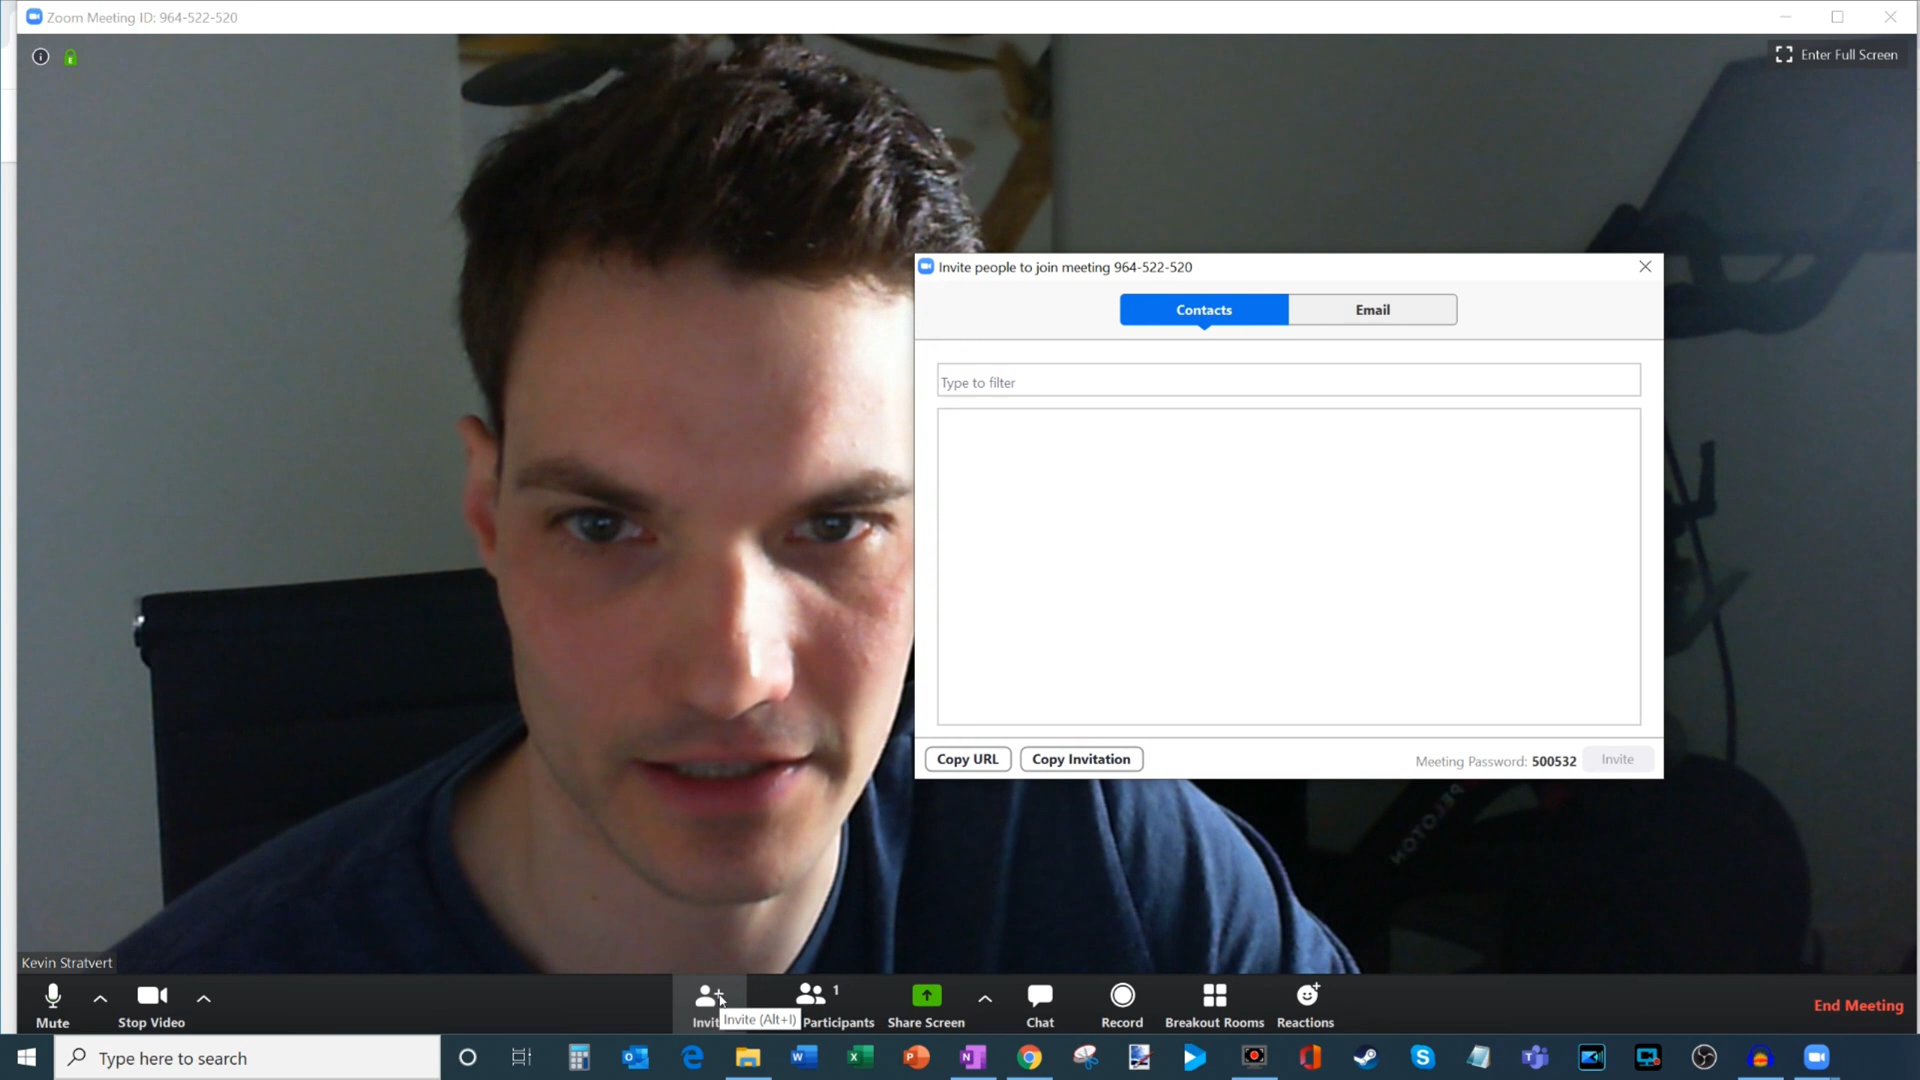 Zoom Meeting ID: 964-522-520
Enter Full Screen
Invite people to join meeting 964-522-520
Contacts
Email
Type to filter
Copy URL
Copy Invitation
Meeting Password: 500532
Invite
PELOTON
Kevin Stratvert
Mute
Stop Video
Invit
Invite (Alt+I)
Participants
1
Share Screen
Chat
Record
Breakout Rooms
Reactions
End Meeting
Type here to search